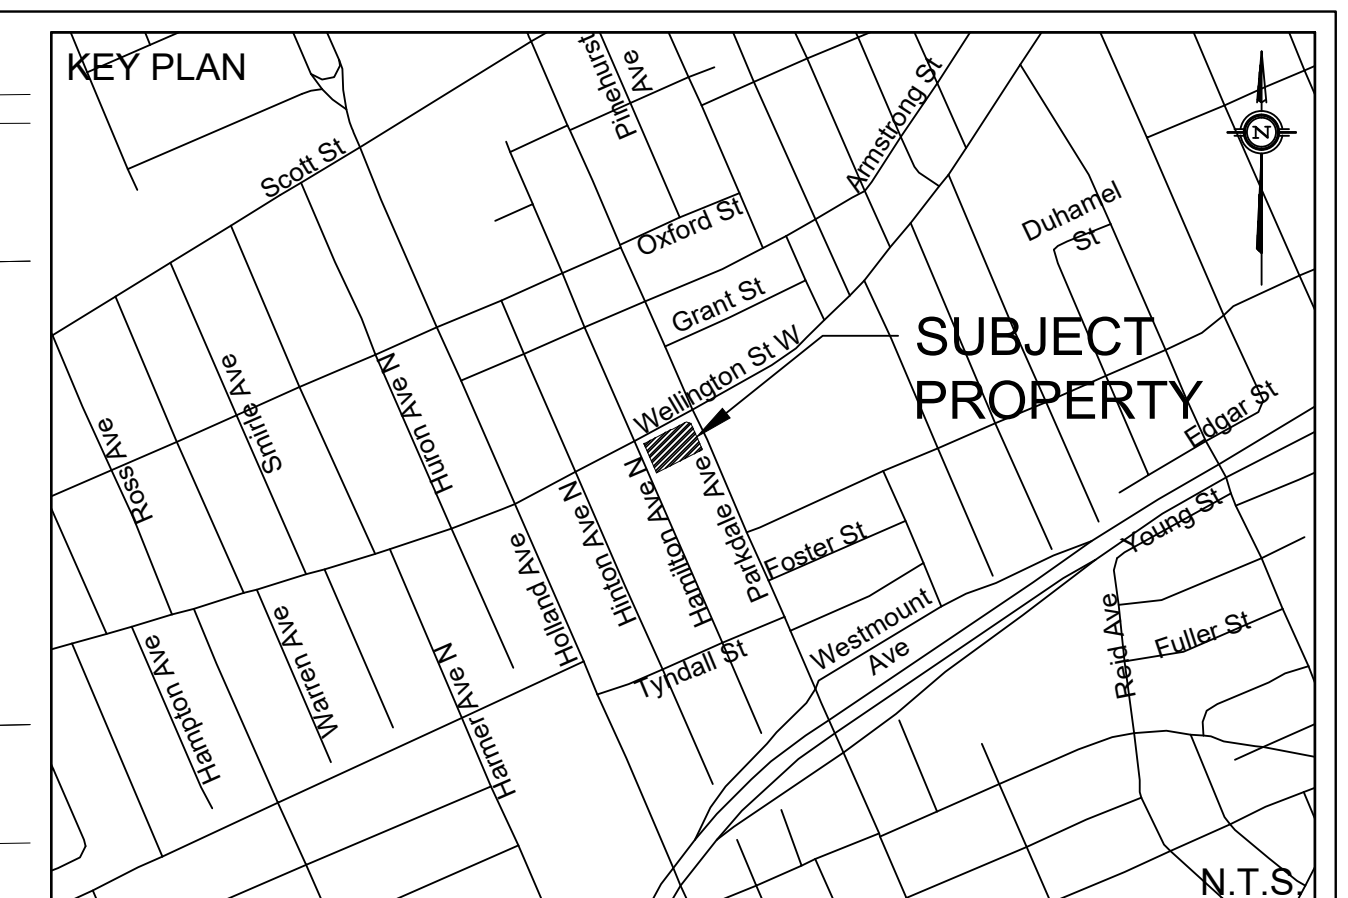 KEY PLAN
Pinehurst
Ave
Armstrong St
N
Scott St
Duhamel
St
Oxford St
Grant St
SUBJECT
PROPERTY
Wellington St W
Smirle Ave
Huron Ave N
Ross Ave
Edgar St
Hinton Ave N
Hamilton Ave N
Parkdale Ave
Holland Ave
Foster St
Young St
Westmount
Ave
Reid Ave
Fuller St
Tyndall St
Hampton Ave
Warren Ave
Harmer Ave N
N.T.S.